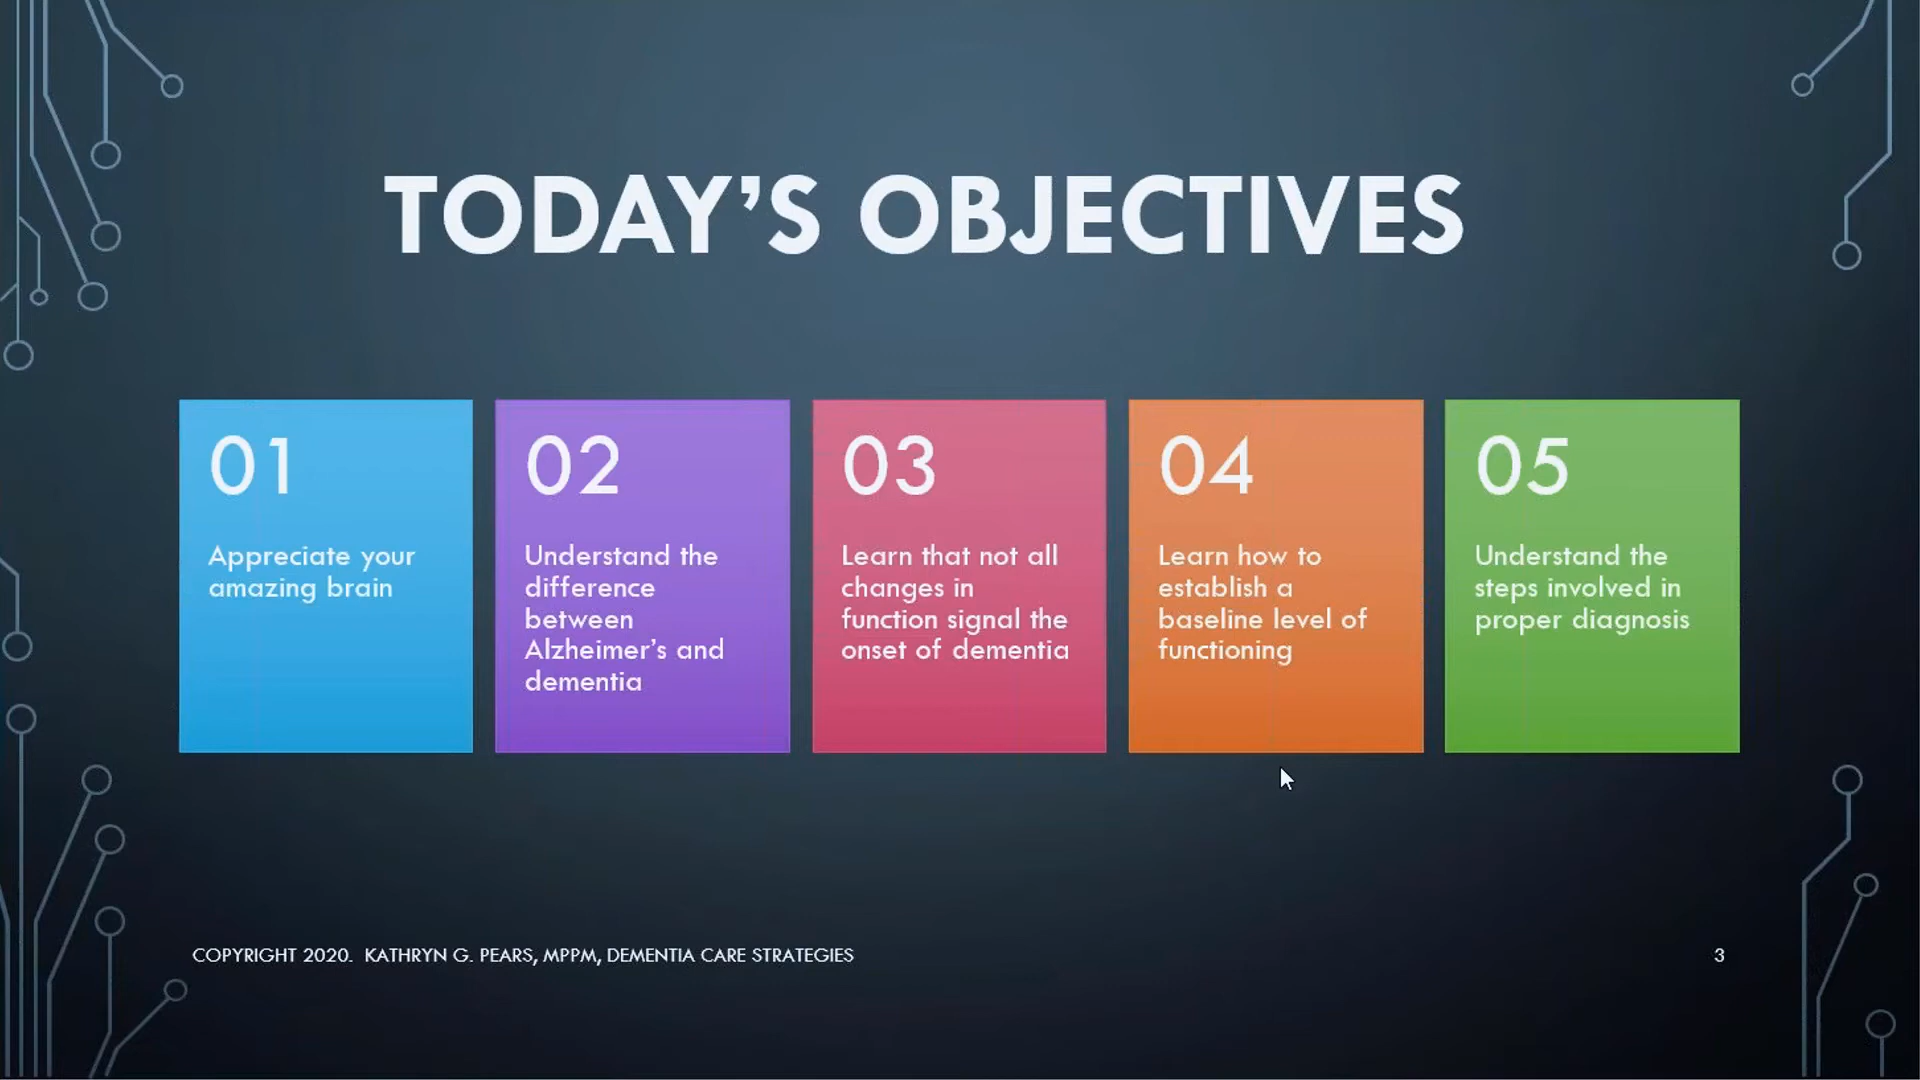 TODAY’S OBJECTIVES
01
Appreciate your
amazing brain
02
Understand the
difference
between
Alzheimer’s and
dementia
03
Learn that not all
changes in
function signal the
onset of dementia
04
Learn how to
establish a
baseline level of
functioning
05
Understand the
steps involved in
proper diagnosis
COPYRIGHT 2020.  KATHRYN G. PEARS, MPPM, DEMENTIA CARE STRATEGIES
3